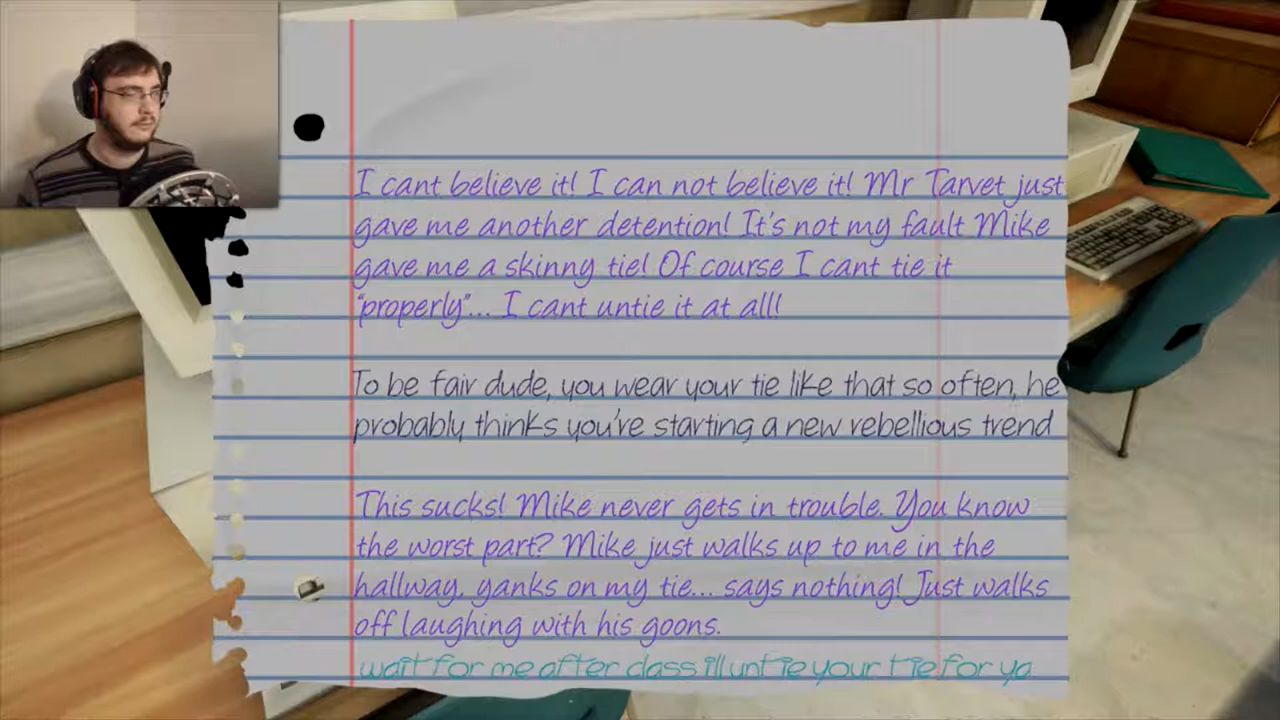 I cant believe it! I can not believe it! Mr Tarvet just
gave me another detention! It's not my fault Mike
gave me a skinny tie! Of course I cant tie it
"properly"... I cant untie it at all!
To be fair dude, you wear your tie like that so often, he
probably thinks you're starting a new rebellious trend
This sucks! Mike never gets in trouble. You know
the worst part? Mike just walks up to me in the
hallway, yanks on my tie... says nothing! Just walks
off laughing with his goons.
wait for me after class ill untie your tie for ya